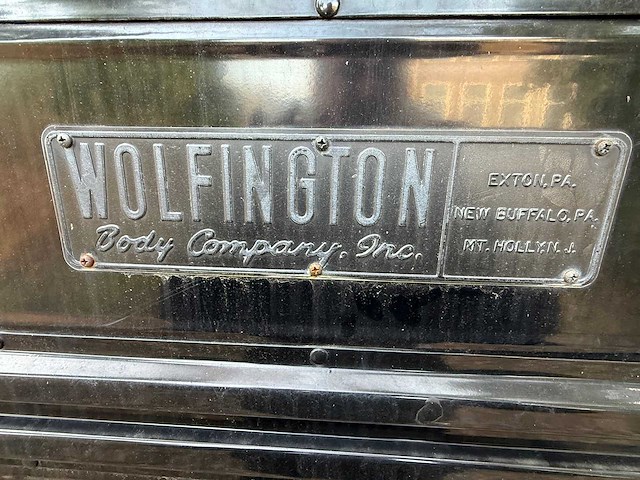 WOLFINGTON
Body Company, Inc.
EXTON, PA.
NEW BUFFALO, PA.
MT. HOLLY, N. J.